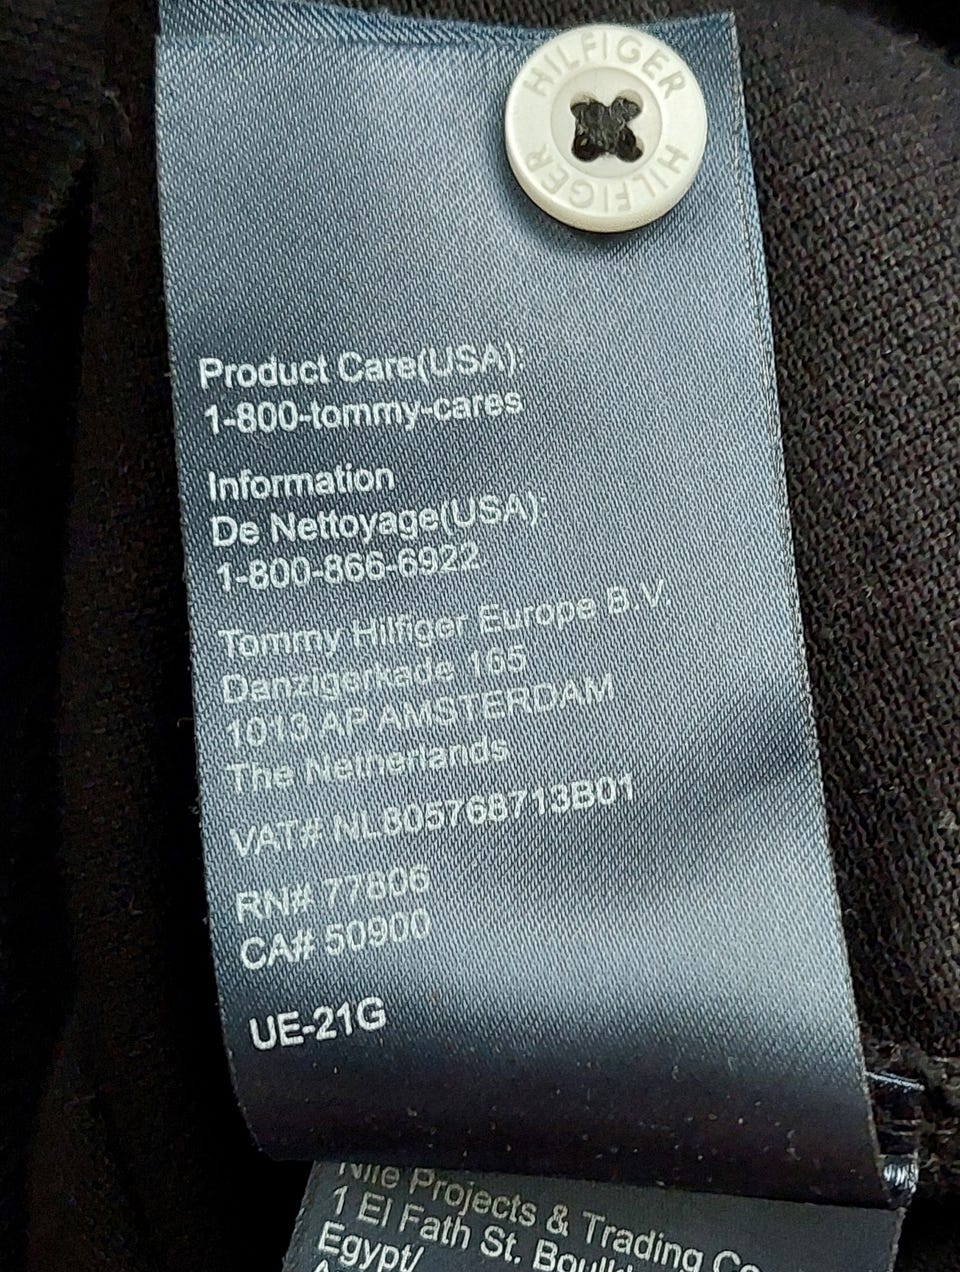 HILFIGER
HILFIGER
Product Care(USA):
1-800-tommy-cares
Information
De Nettoyage(USA):
1-800-866-6922
Tommy Hilfiger Europe B.V.
Danzigerkade 165
1013 AP AMSTERDAM
The Netherlands
VAT# NL805768713B01
RN# 77806
CA# 50900
UE-21G
Nile Projects & Trading Co
1 El Fath St.
Egypt/